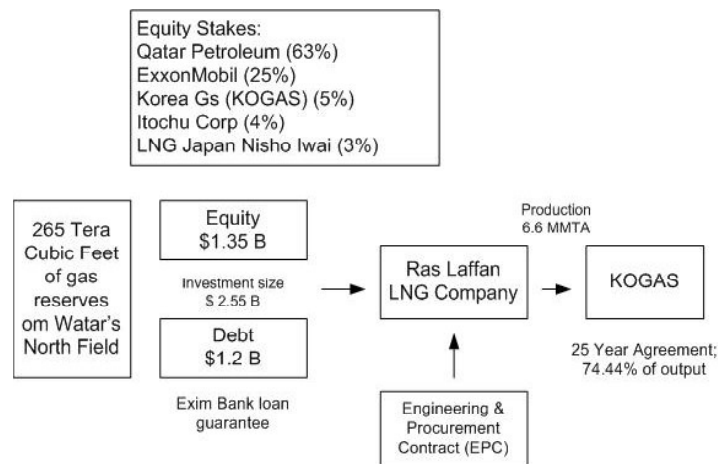 Equity Stakes:
Qatar Petroleum (63%)
ExxonMobil (25%)
Korea Gs (KOGAS) (5%)
Itochu Corp (4%)
LNG Japan Nisho Iwai (3%)
265 Tera
Cubic Feet
of gas
reserves
om Watar's
North Field
Equity
$1.35 B
Investment size
$ 2.55 B
Debt
$1.2 B
Exim Bank loan
guarantee
Ras Laffan
LNG Company
Engineering &
Procurement
Contract (EPC)
Production
6.6 MMTA
KOGAS
25 Year Agreement;
74.44% of output